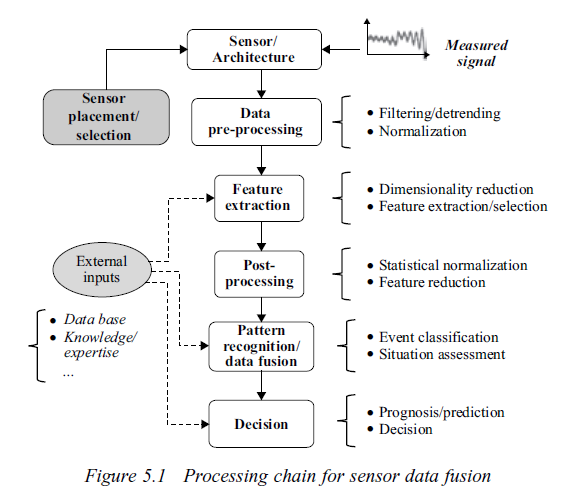 Sensor/
Architecture
Measured
signal
Sensor
placement/
selection
Data
pre-processing
• Filtering/detrending
• Normalization
Feature
extraction
• Dimensionality reduction
• Feature extraction/selection
External
inputs
Post-
processing
• Statistical normalization
• Feature reduction
• Data base
• Knowledge/
expertise
...
Pattern
recognition/
data fusion
• Event classification
• Situation assessment
Decision
• Prognosis/prediction
• Decision
Figure 5.1 Processing chain for sensor data fusion